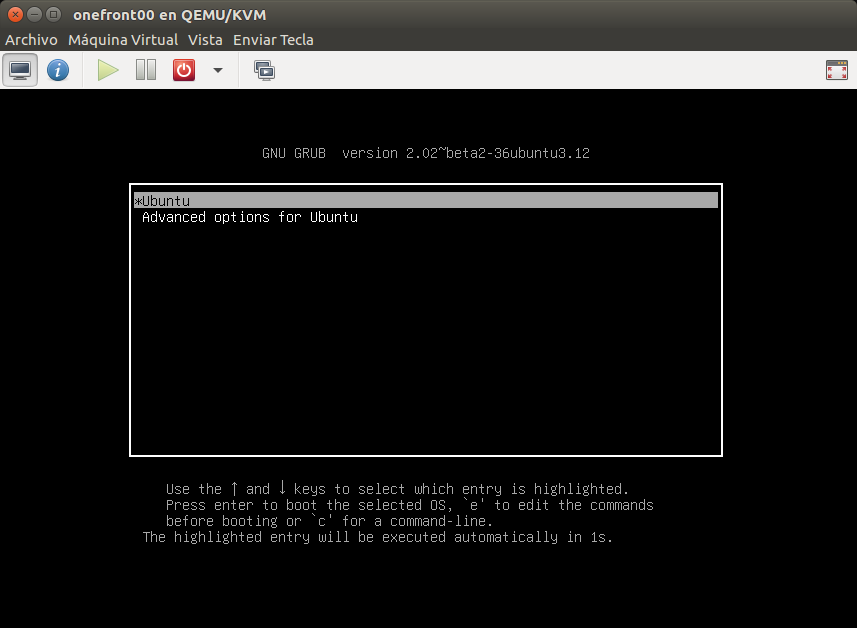 onefront00 en QEMU/KVM
Archivo Máquina Virtual Vista Enviar Tecla
GNU GRUB version 2.02~beta2-36ubuntu3.12
*Ubuntu
Advanced options for Ubuntu
Use the ↑ and ↓ keys to select which entry is highlighted.
Press enter to boot the selected OS, `e' to edit the commands
before booting or `c' for a command-line.
The highlighted entry will be executed automatically in 1s.